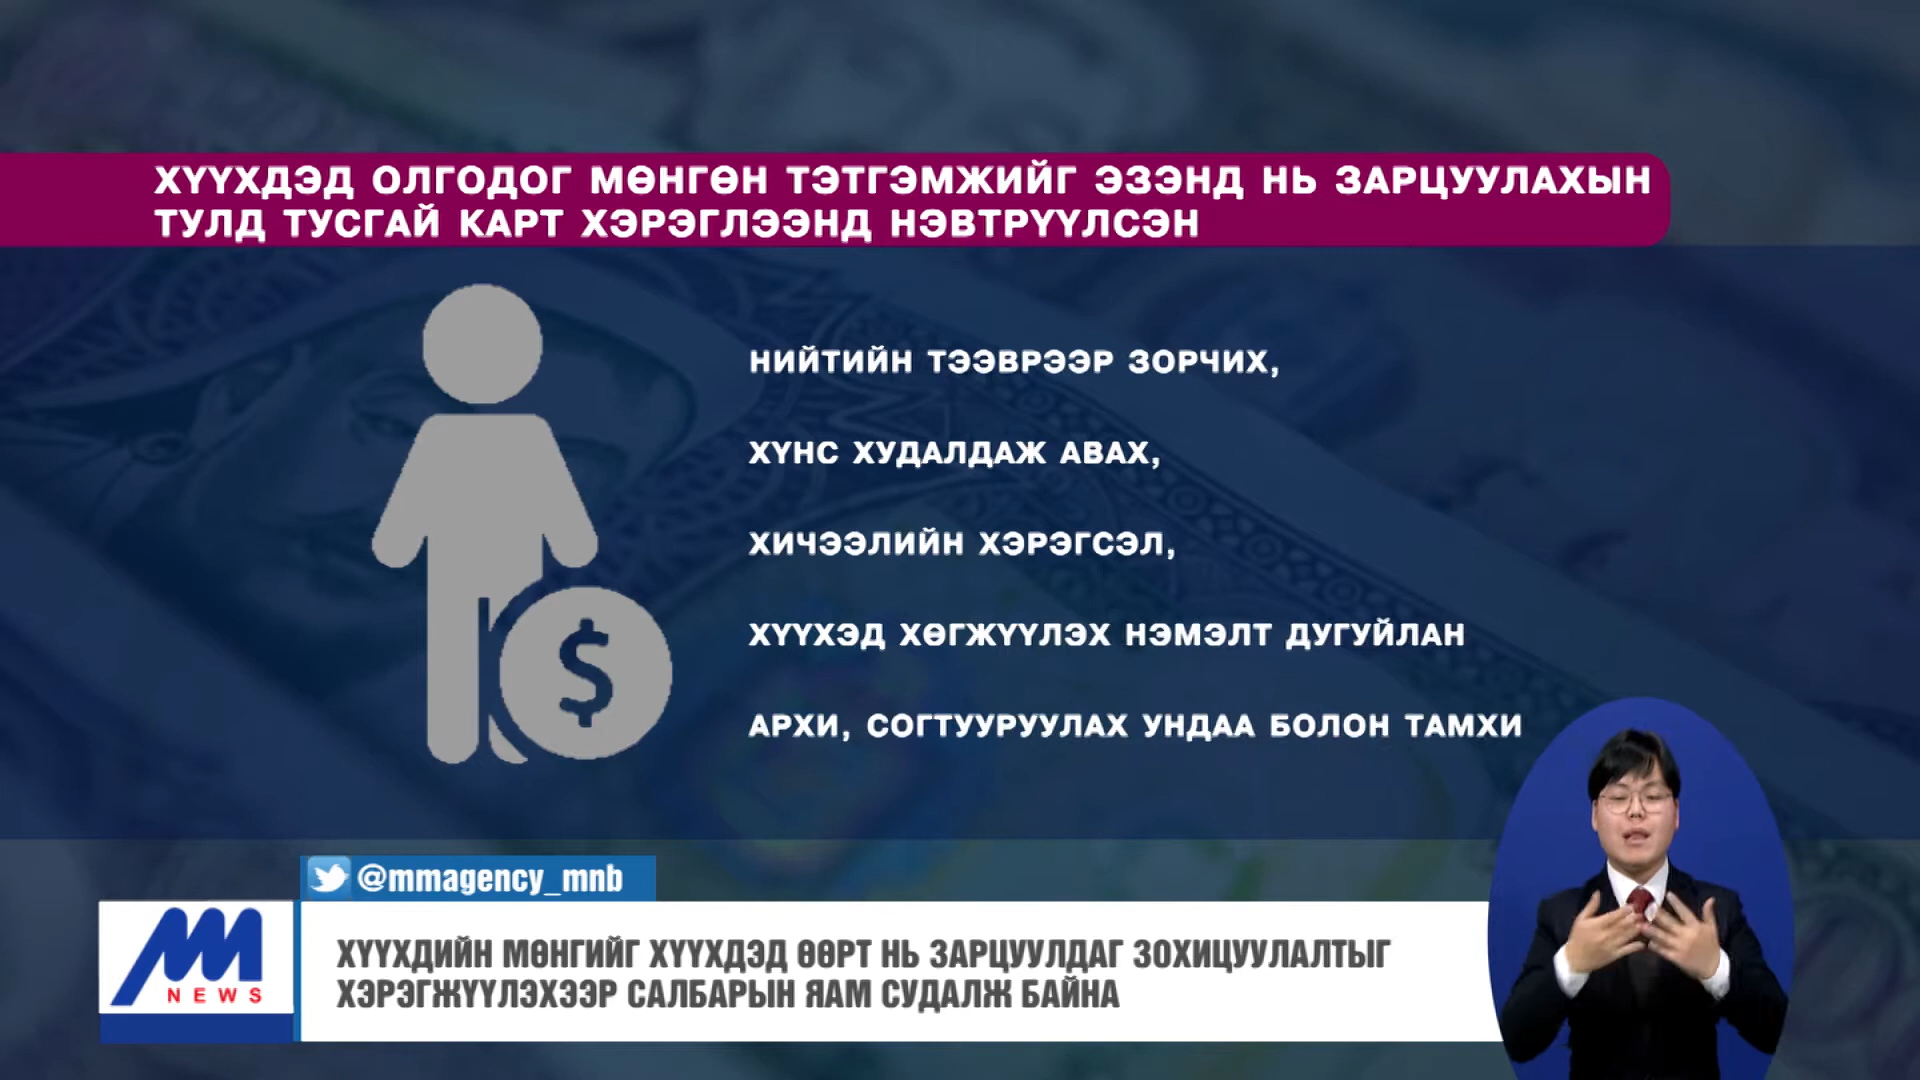 ХҮҮХДЭД ОЛГОДОГ МӨНГӨН ТЭТГЭМЖИЙГ ЭЗЭНД НЬ ЗАРЦУУЛАХЫН
ТУЛД ТУСГАЙ КАРТ ХЭРЭГЛЭЭНД НЭВТРҮҮЛСЭН
НИЙТИЙН ТЭЭВРЭЭР ЗОРЧИХ,
ХҮНС ХУДАЛДАЖ АВАХ,
ХИЧЭЭЛИЙН ХЭРЭГСЭЛ,
ХҮҮХЭД ХӨГЖҮҮЛЭХ НЭМЭЛТ ДУГУЙЛАН
$
АРХИ, СОГТУУРУУЛАХ УНДАА БОЛОН ТАМХИ
@mmagency_mnb
MM
NEWS
ХҮҮХДИЙН МӨНГИЙГ ХҮҮХДЭД ӨӨРТ НЬ ЗАРЦУУЛДАГ ЗОХИЦУУЛАЛТЫГ
ХЭРЭГЖҮҮЛЭХЭЭР САЛБАРЫН ЯАМ СУДАЛЖ БАЙНА